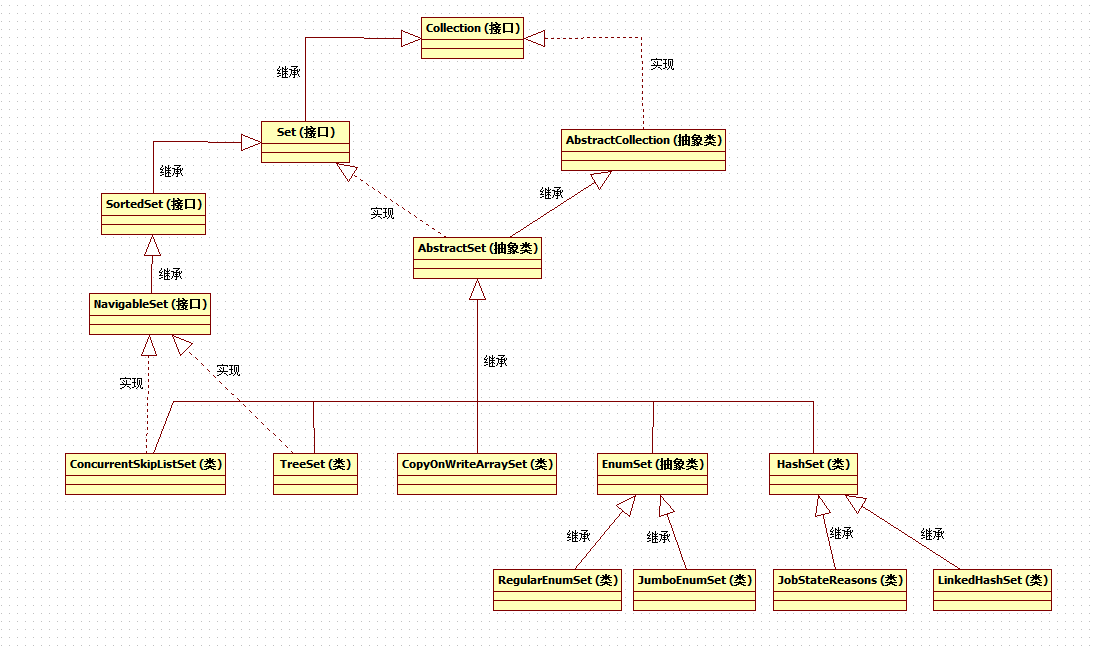 Collection (接口)
继承
实现
Set (接口)
AbstractCollection (抽象类)
继承
继承
SortedSet (接口)
实现
AbstractSet (抽象类)
继承
NavigableSet (接口)
继承
实现
实现
ConcurrentSkipListSet (类)
TreeSet (类)
CopyOnWriteArraySet (类)
EnumSet (抽象类)
HashSet (类)
继承
继承
继承
继承
RegularEnumSet (类)
JumboEnumSet (类)
JobStateReasons (类)
LinkedHashSet (类)